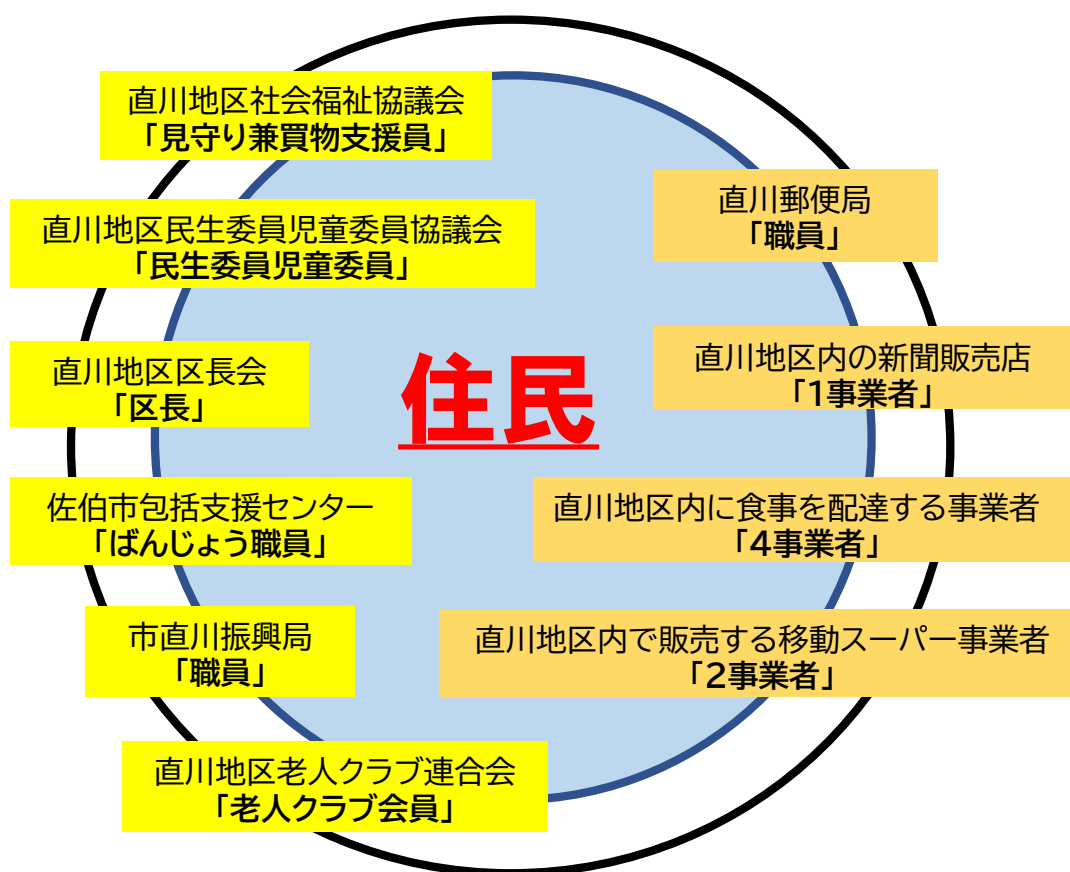 直川地区社会福祉協議会
「見守り兼買物支援員」
直川地区民生委員児童委員協議会
「民生委員児童委員」
直川地区区長会
「区長」
佐伯市包括支援センター
「ばんじょう職員」
市直川振興局
「職員」
直川地区老人クラブ連合会
「老人クラブ会員」
住民
直川郵便局
「職員」
直川地区内の新聞販売店
「1事業者」
直川地区内に食事を配達する事業者
「4事業者」
直川地区内で販売する移動スーパー事業者
「2事業者」